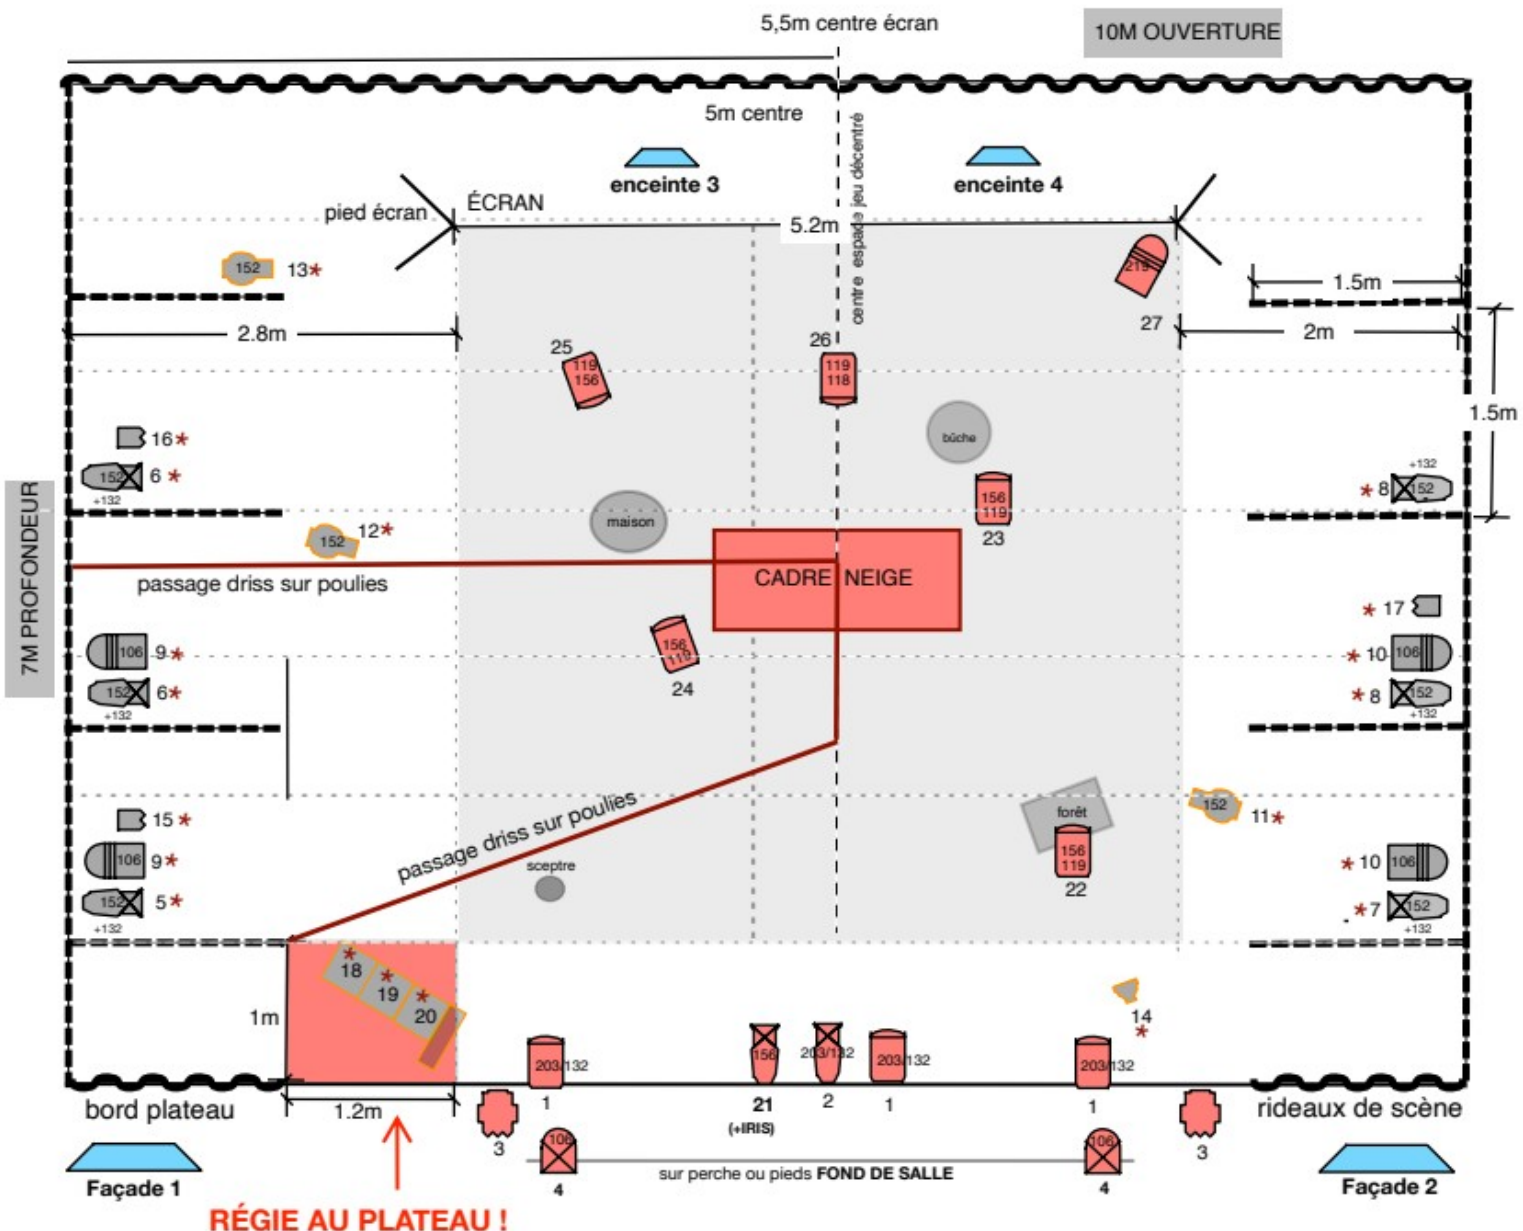 5,5m centre écran
10M OUVERTURE
5m centre
centre espace jeu décentré
enceinte 3
enceinte 4
pied écran
ÉCRAN
5.2m
152
13*
219
27
1.5m
2.8m
2m
25
119
156
26
119
118
1.5m
bûche
16*
152
6 *
+132
+132
* 8
152
156
119
23
maison
152
12*
7M PROFONDEUR
passage driss sur poulies
CADRE NEIGE
* 17
106
9*
156
119
24
* 10
106
152
6*
+132
* 8
152
+132
152
11*
forêt
156
119
22
15*
106
9*
152
5*
+132
passage driss sur poulies
sceptre
* 10
106
*7
152
+132
18
*
19
*
20
*
1m
14
*
203/132
156
203/132
203/132
203/132
1
21
(+IRIS)
2
1
1
bord plateau
1.2m
rideaux de scène
3
3
106
4
sur perche ou pieds FOND DE SALLE
106
4
Façade 1
Façade 2
RÉGIE AU PLATEAU !